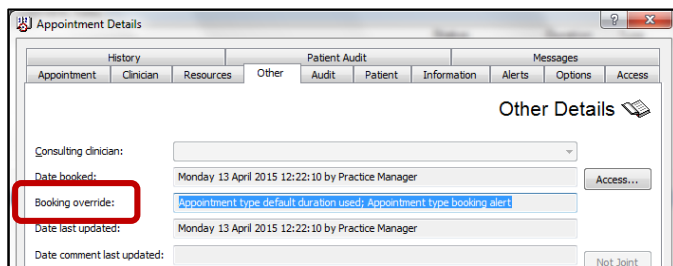 Appointment Details
History Patient Audit Messages
Appointment Clinician Resources Other Audit Patient Information Alerts Options Access
Other Details
Consulting clinician:
Date booked: Monday 13 April 2015 12:22:10 by Practice Manager Access...
Booking override: Appointment type default duration used; Appointment type booking alert
Date last updated: Monday 13 April 2015 12:22:10 by Practice Manager
Date comment last updated: Not Joint